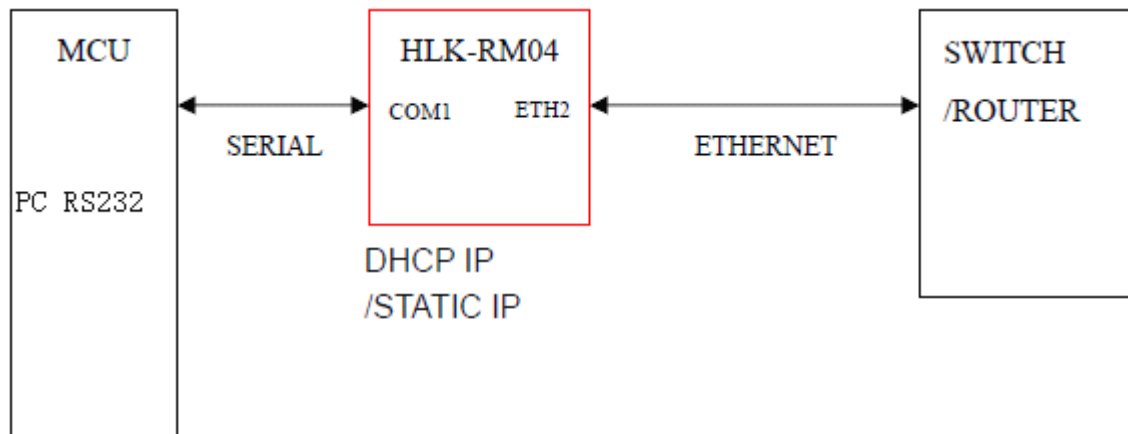 MCU
PC RS232
SERIAL
HLK-RM04
COM1 ETH2
DHCP IP
/STATIC IP
ETHERNET
SWITCH
/ROUTER